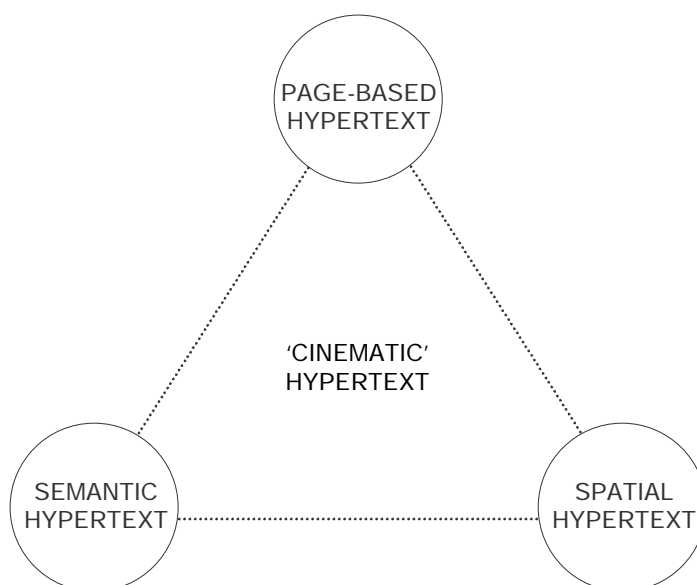 PAGE-BASED
HYPERTEXT
‘CINEMATIC’
HYPERTEXT
SEMANTIC
HYPERTEXT
SPATIAL
HYPERTEXT